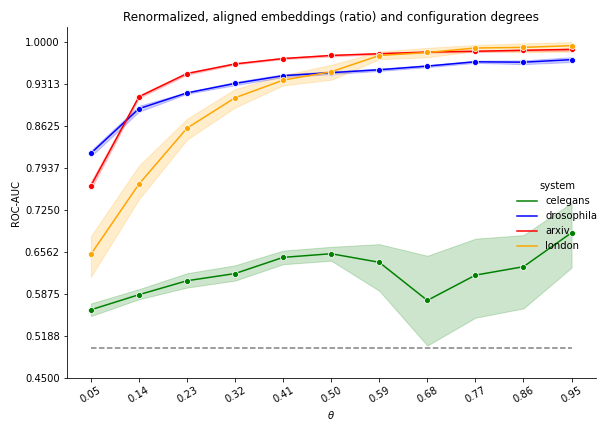 Renormalized, aligned embeddings (ratio) and configuration degrees
1.0000
0.9313
0.8625
0.7937
0.7250
0.6562
0.5875
0.5188
0.4500
ROC-AUC
system
celegans
drosophila
arxiv
london
0.05
0.14
0.23
0.32
0.41
0.50
0.59
0.68
0.77
0.86
0.95
θ